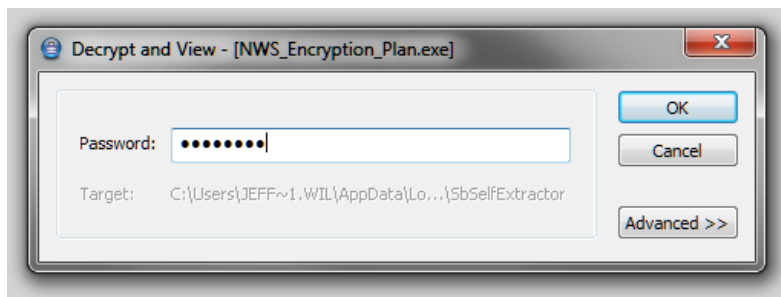 Decrypt and View - [NWS_Encryption_Plan.exe]
Password: ••••••••
OK
Cancel
Target: C:\Users\JEFF~1.WIL\AppData\Lo...\SbSelfExtractor
Advanced >>